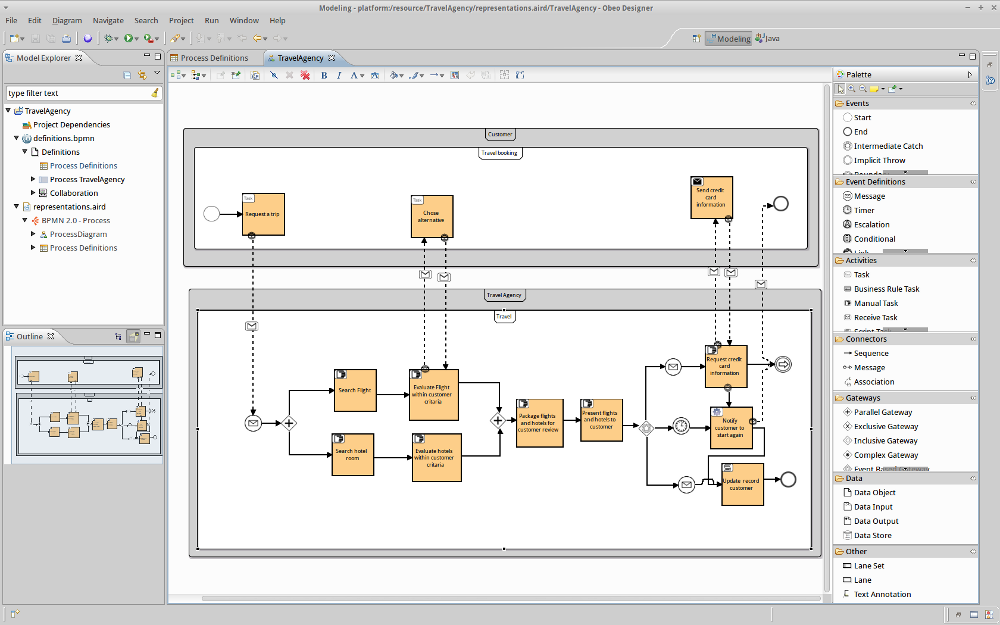 Modeling - platform:/resource/TravelAgency/representations.aird/TravelAgency - Obeo Designer
File Edit Diagram Navigate Search Project Run Window Help
Modeling Java
Model Explorer
type filter text
TravelAgency
Project Dependencies
definitions.bpmn
Definitions
Process Definitions
Process TravelAgency
Collaboration
representations.aird
BPMN 2.0 - Process
ProcessDiagram
Process Definitions
Outline
Process Definitions TravelAgency
B I A
Customer
Travel booking
Task
Request a trip
Task
Chose
alternative
Send credit
card
information
Travel Agency
Travel
Search Flight
Evaluate Flight
within customer
criteria
Search hotel
room
Evaluate hotels
within customer
criteria
Package flights
and hotels for
customer review
Present flights
and hotels to
customer
Request credit
card
information
Notify
customer to
start again
Update record
customer
Palette
Events
Start
End
Intermediate Catch
Implicit Throw
Event Definitions
Message
Timer
Escalation
Conditional
Link
Activities
Task
Business Rule Task
Manual Task
Receive Task
Script Task
Connectors
Sequence
Message
Association
Gateways
Parallel Gateway
Exclusive Gateway
Inclusive Gateway
Complex Gateway
Data
Data Object
Data Input
Data Output
Data Store
Other
Lane Set
Lane
Text Annotation